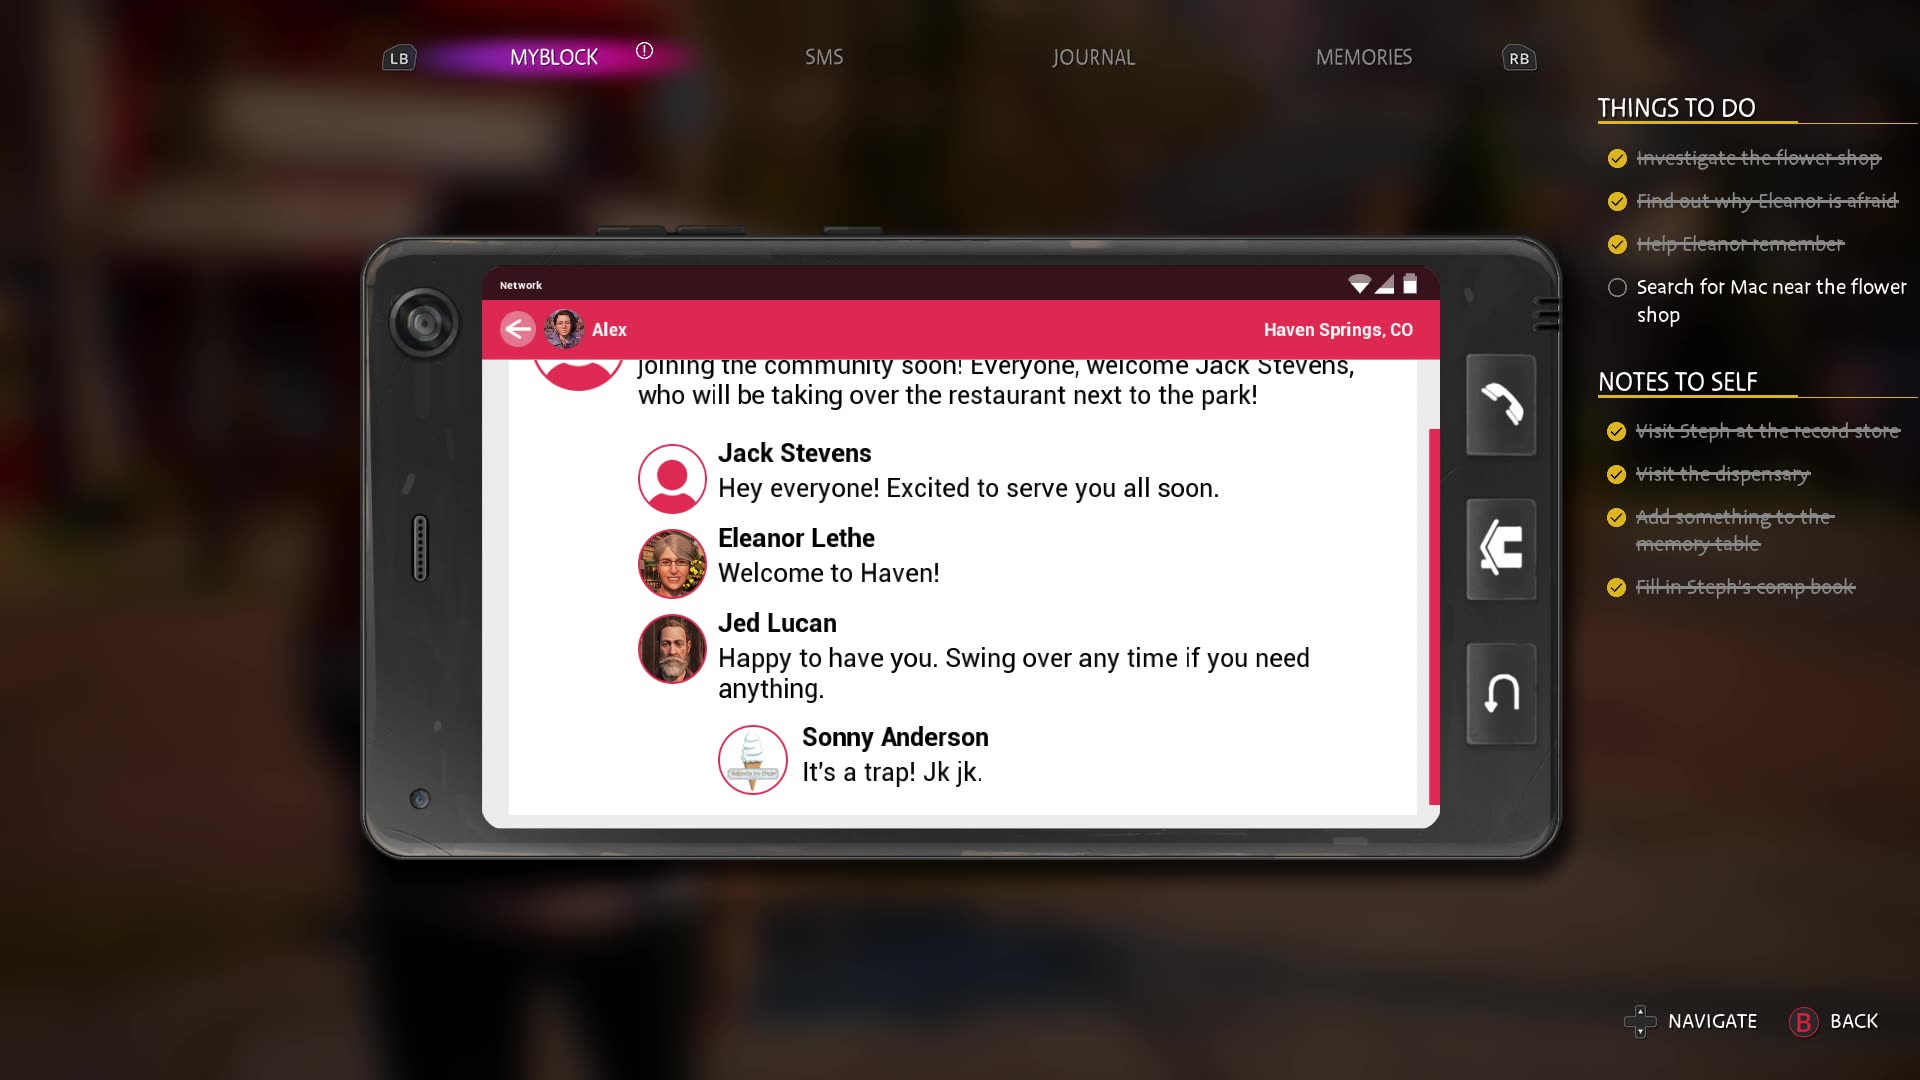 LB
MYBLOCK
SMS
JOURNAL
MEMORIES
RB
Network
Alex
Haven Springs, CO
joining the community soon! Everyone, welcome Jack Stevens,
who will be taking over the restaurant next to the park!
Jack Stevens
Hey everyone! Excited to serve you all soon.
Eleanor Lethe
Welcome to Haven!
Jed Lucan
Happy to have you. Swing over any time if you need
anything.
Sonny Anderson
It's a trap! Jk jk.
THINGS TO DO
Investigate the flower shop
Find out why Eleanor is afraid
Help Eleanor remember
Search for Mac near the flower
shop
NOTES TO SELF
Visit Steph at the record store
Visit the dispensary
Add something to the
memory table
Fill in Steph's comp book
NAVIGATE
B BACK